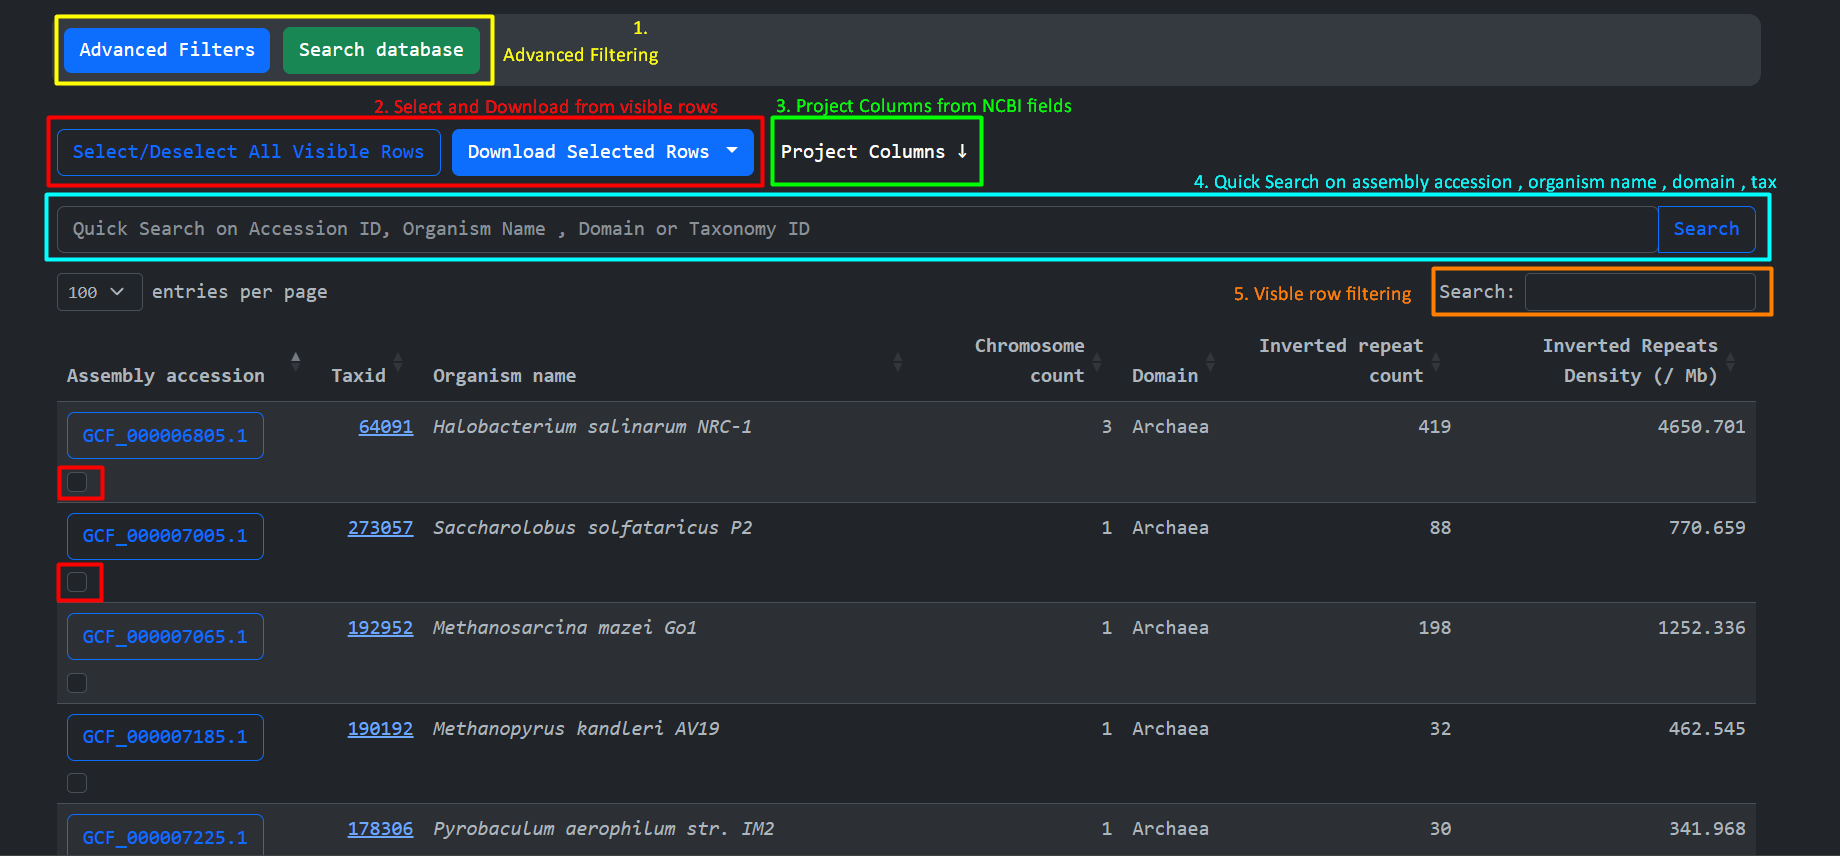 1.
Advanced Filters Search database Advanced Filtering
2. Select and Download from visible rows 3. Project Columns from NCBI fields
Select/Deselect All Visible Rows Download Selected Rows Project Columns ↓
4. Quick Search on assembly accession , organism name , domain , tax
Quick Search on Accession ID, Organism Name , Domain or Taxonomy ID Search
100 entries per page 5. Visble row filtering Search:
Assembly accession Taxid Organism name Chromosome count Domain Inverted repeat count Inverted Repeats Density (/ Mb)
GCF_000006805.1 64091 Halobacterium salinarum NRC-1 3 Archaea 419 4650.701
GCF_000007005.1 273057 Saccharolobus solfataricus P2 1 Archaea 88 770.659
GCF_000007065.1 192952 Methanosarcina mazei Go1 1 Archaea 198 1252.336
GCF_000007185.1 190192 Methanopyrus kandleri AV19 1 Archaea 32 462.545
GCF_000007225.1 178306 Pyrobaculum aerophilum str. IM2 1 Archaea 30 341.968